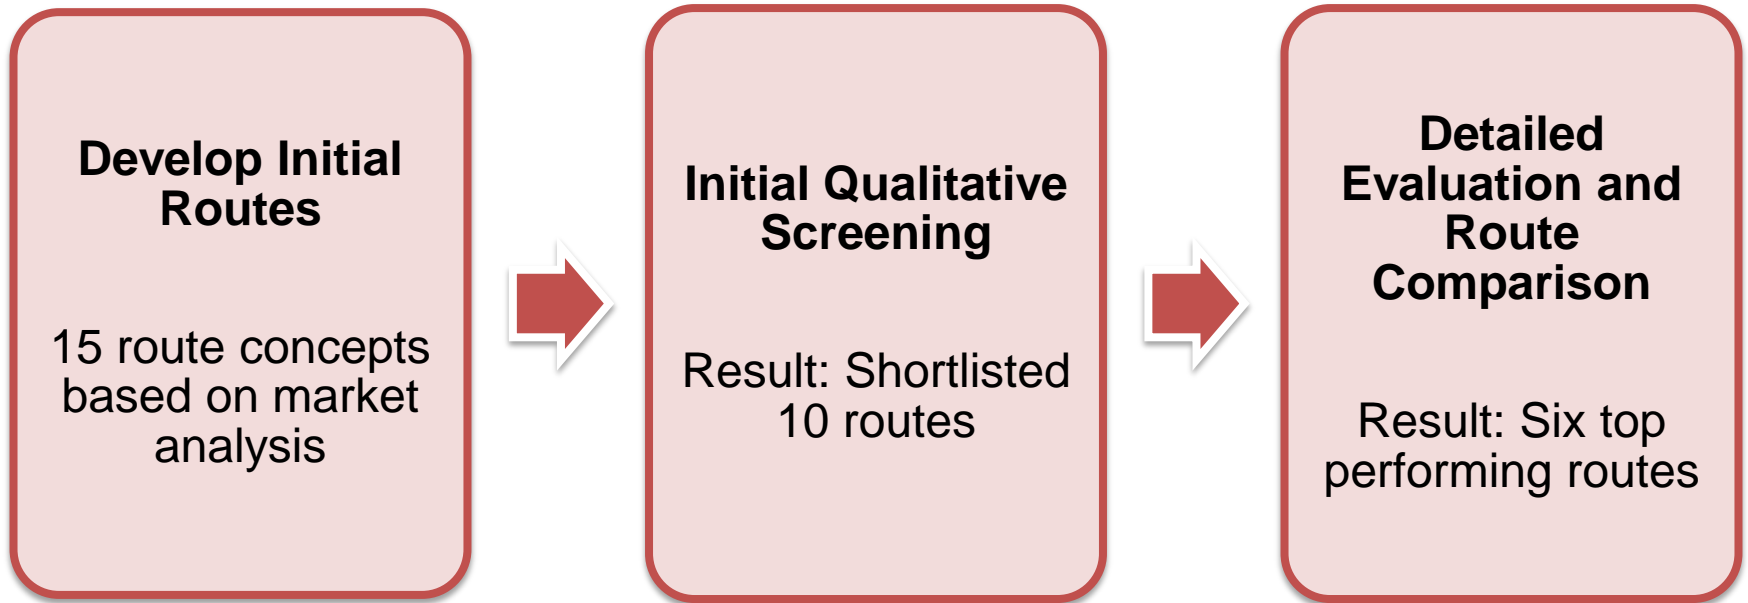 Develop Initial
Routes
15 route concepts
based on market
analysis
Initial Qualitative
Screening
Result: Shortlisted
10 routes
Detailed
Evaluation and
Route
Comparison
Result: Six top
performing routes